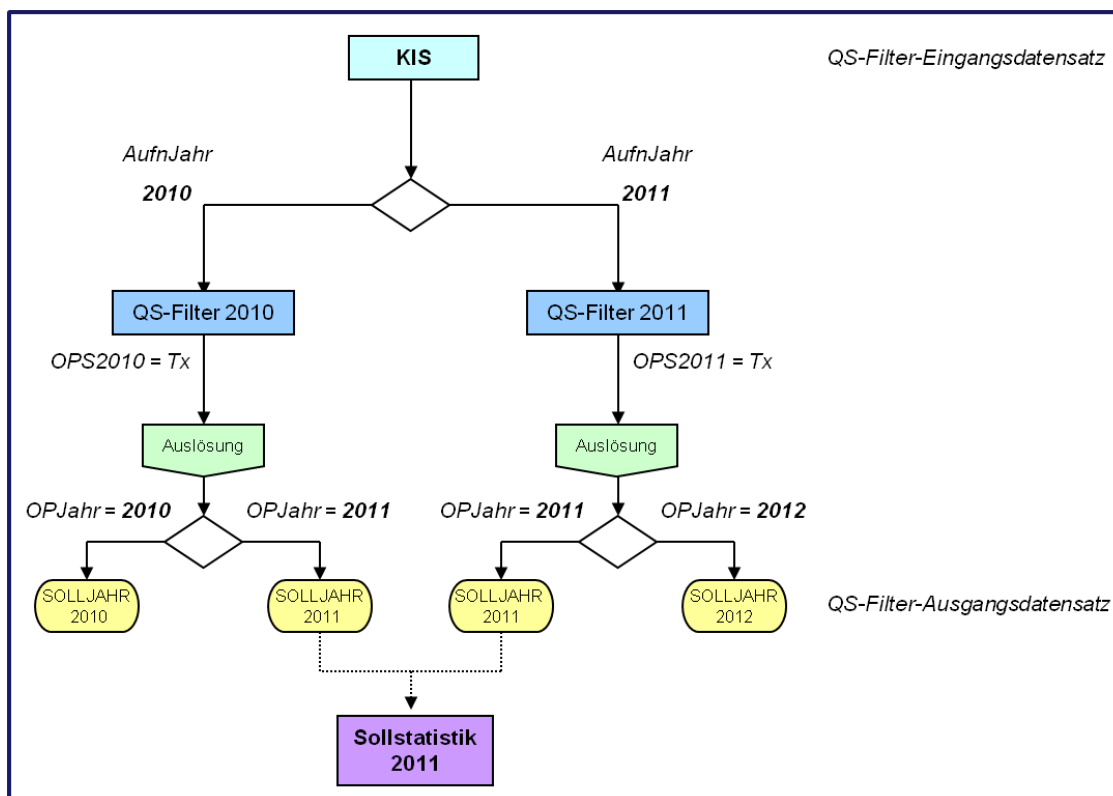 KIS
QS-Filter-Eingangsdatensatz
AufnJahr
2010
AufnJahr
2011
QS-Filter 2010
QS-Filter 2011
OPS2010 = Tx
OPS2011 = Tx
Auslösung
Auslösung
OPJahr = 2010
OPJahr = 2011
OPJahr = 2011
OPJahr = 2012
SOLLJAHR
2010
SOLLJAHR
2011
SOLLJAHR
2011
SOLLJAHR
2012
QS-Filter-Ausgangsdatensatz
Sollstatistik
2011